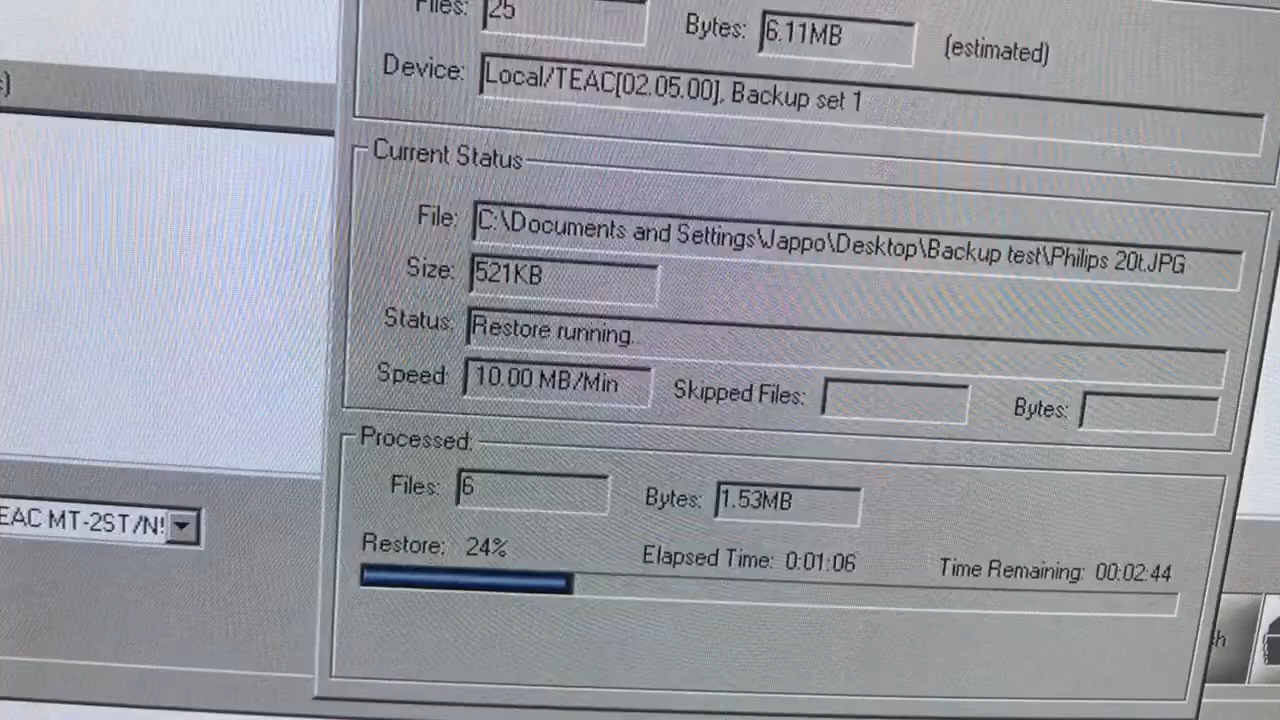 Files: 25 Bytes: 6.11MB (estimated)
Device: Local/TEAC[02.05.00], Backup set 1
Current Status
File: C:\Documents and Settings\Jappo\Desktop\Backup test\Philips 20t.JPG
Size: 521KB
Status: Restore running.
Speed: 10.00 MB/Min Skipped Files: Bytes:
Processed:
Files: 6 Bytes: 1.53MB
EAC MT-2ST/N
Restore: 24% Elapsed Time: 0:01:06 Time Remaining: 00:02:44